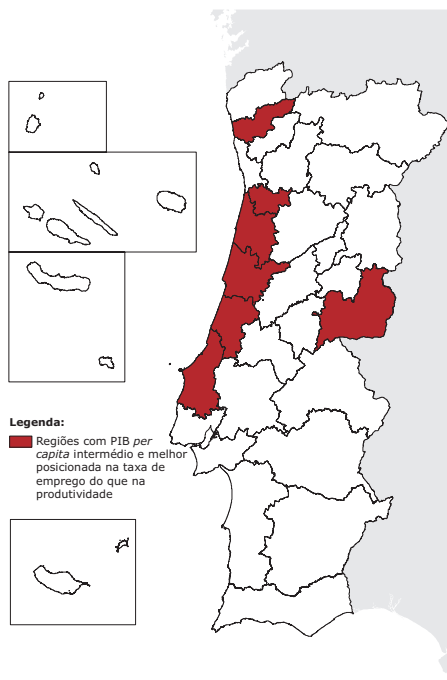 Legenda:
Regiões com PIB per
capita intermédio e melhor
posicionada na taxa de
emprego do que na
produtividade